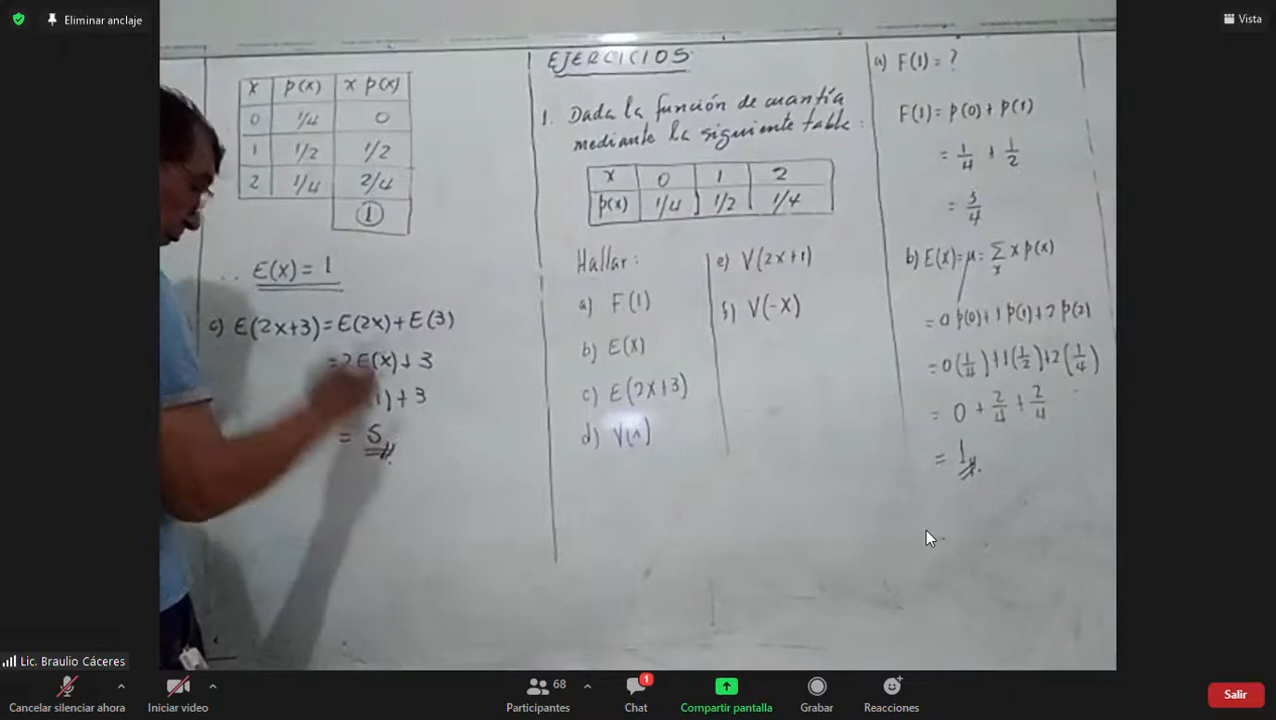 Eliminar anclaje
Vista
x p(x) x p(x)
0 1/4 0
1 1/2 1/2
2 1/4 2/4
1
∴ E(x) = 1
c) E(2x+3) = E(2x) + E(3)
= 2E(x) + 3
1) + 3
= 5
EJERCICIOS
1. Dada la función de cuantía
mediante la siguiente tabla:
x 0 1 2
p(x) 1/4 1/2 1/4
Hallar:
a) F(1)
b) E(x)
c) E(2x+3)
d) V(x)
e) V(2x+1)
f) V(-x)
a) F(1) = ?
F(1) = p(0) + p(1)
= 1/4 + 1/2
= 3/4
b) E(x) = μ = Σ x p(x)
x
= 0 p(0) + 1 p(1) + 2 p(2)
= 0(1/4) + 1(1/2) + 2(1/4)
= 0 + 2/4 + 2/4
= 1
Lic. Braulio Cáceres
Cancelar silenciar ahora
Iniciar video
68
Participantes
1
Chat
Compartir pantalla
Grabar
Reacciones
Salir